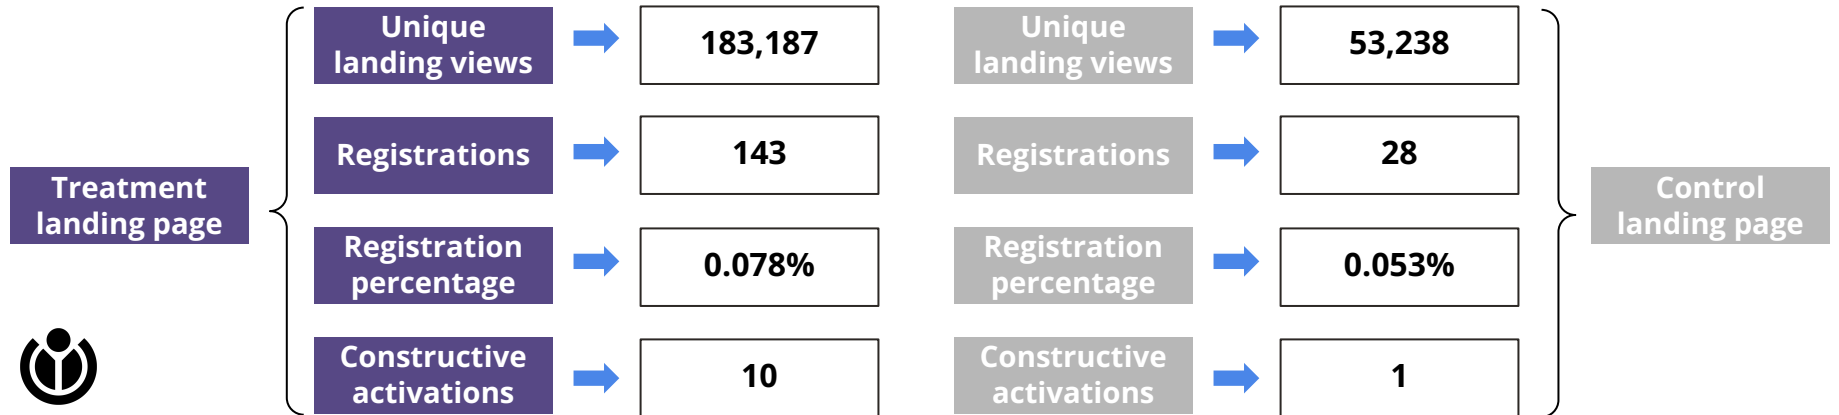 Treatment
landing page
Unique
landing views
183,187
Registrations
143
Registration
percentage
0.078%
Constructive
activations
10
Unique
landing views
53,238
Registrations
28
Registration
percentage
0.053%
Constructive
activations
1
Control
landing page